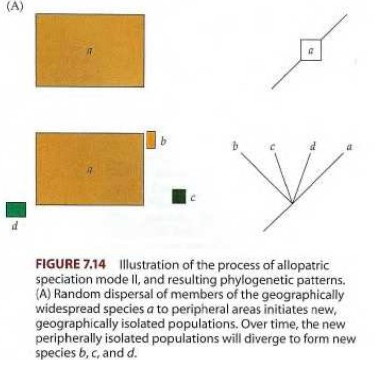 (A)
a
a
a
b
c
d
b c d a
FIGURE 7.14 Illustration of the process of allopatric
speciation mode II, and resulting phylogenetic patterns.
(A) Random dispersal of members of the geographically
widespread species a to peripheral areas initiates new,
geographically isolated populations. Over time, the new
peripherally isolated populations will diverge to form new
species b, c, and d.